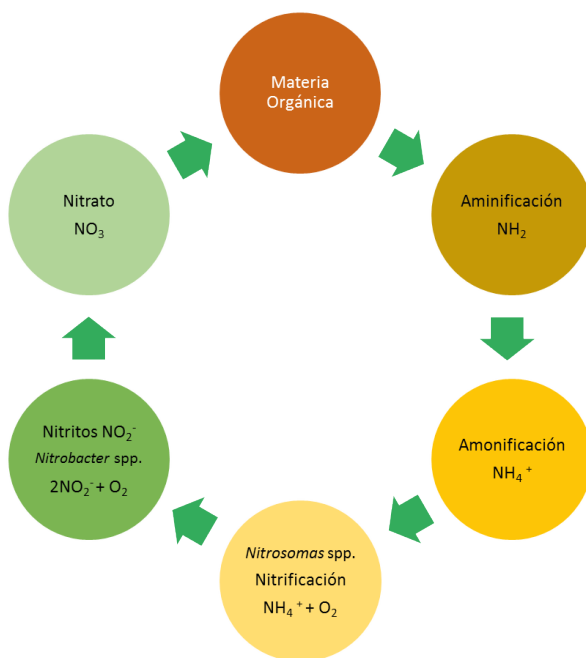 Materia
Orgánica
Aminificación
NH₂
Amonificación
NH₄⁺
Nitrosomas spp.
Nitrificación
NH₄⁺ + O₂
Nitritos NO₂⁻
Nitrobacter spp.
2NO₂⁻ + O₂
Nitrato
NO₃